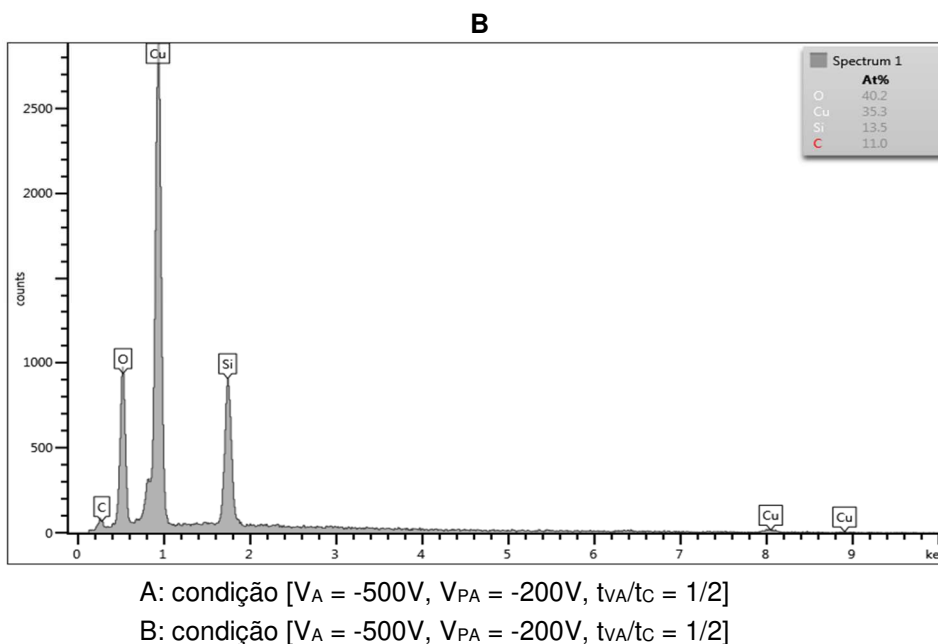 B
Cu
Spectrum 1
At%
O 40.2
Cu 35.3
Si 13.5
C 11.0
2500
2000
1000
500
0
counts
O
Si
C
Cu
Cu
0 1 2 3 4 5 6 7 8 9 ke
A: condição [VA = -500V, VPA = -200V, tVA/tC = 1/2]
B: condição [VA = -500V, VPA = -200V, tVA/tC = 1/2]